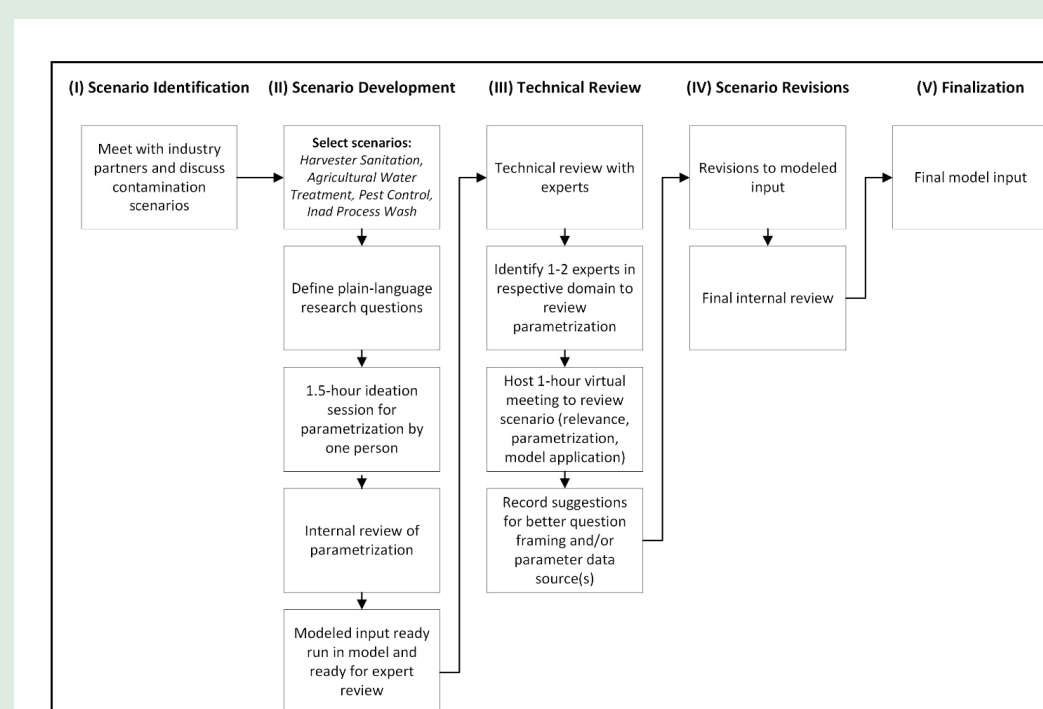 (I) Scenario Identification
(II) Scenario Development
(III) Technical Review
(IV) Scenario Revisions
(V) Finalization
Meet with industry
partners and discuss
contamination
scenarios
Select scenarios:
Harvester Sanitation,
Agricultural Water
Treatment, Pest Control,
Inad Process Wash
Define plain-language
research questions
1.5-hour ideation
session for
parametrization by
one person
Internal review of
parametrization
Modeled input ready
run in model and
ready for expert
review
Technical review with
experts
Identify 1-2 experts in
respective domain to
review
parametrization
Host 1-hour virtual
meeting to review
scenario (relevance,
parametrization,
model application)
Record suggestions
for better question
framing and/or
parameter data
source(s)
Revisions to modeled
input
Final internal review
Final model input